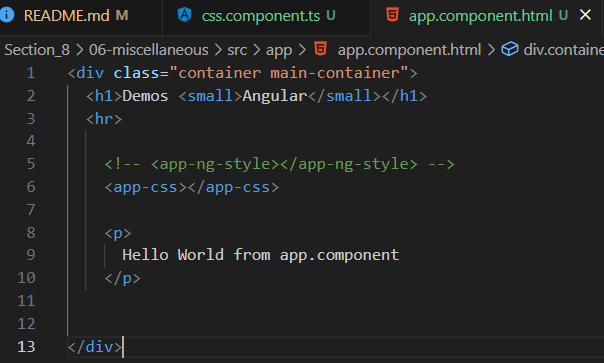 README.md M css.component.ts U app.component.html U
Section_8 > 06-miscellaneous > src > app > app.component.html > div.containe
1 <div class="container main-container">
2 <h1>Demos <small>Angular</small></h1>
3 <hr>
4
5 <!-- <app-ng-style></app-ng-style> -->
6 <app-css></app-css>
7
8 <p>
9 Hello World from app.component
10 </p>
11
12
13 </div>